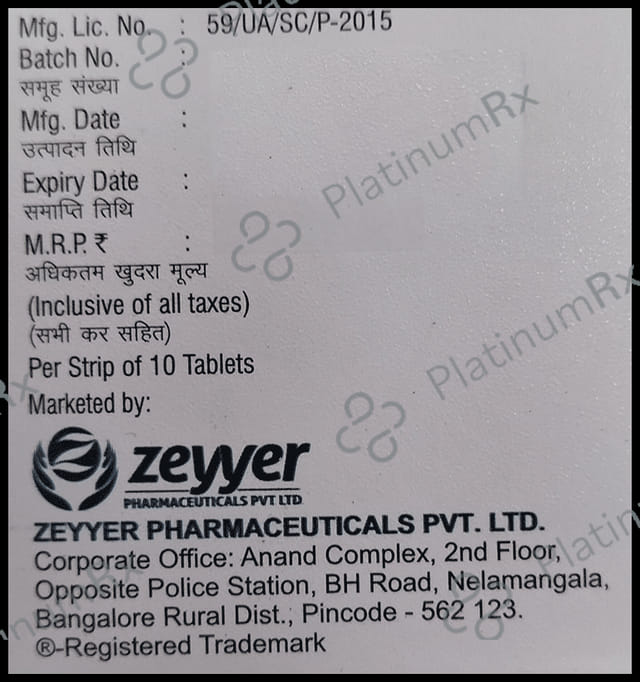 Mfg. Lic. No. : 59/UA/SC/P-2015
Batch No. :
समूह संख्या
Mfg. Date :
उत्पादन तिथि
Expiry Date :
समाप्ति तिथि
M.R.P. ₹ :
अधिकतम खुदरा मूल्य
(Inclusive of all taxes)
(सभी कर सहित)
Per Strip of 10 Tablets
Marketed by:
zeyyer
PHARMACEUTICALS PVT LTD
ZEYYER PHARMACEUTICALS PVT. LTD.
Corporate Office: Anand Complex, 2nd Floor,
Opposite Police Station, BH Road, Nelamangala,
Bangalore Rural Dist., Pincode - 562 123.
®-Registered Trademark
PlatinumRx
PlatinumRx